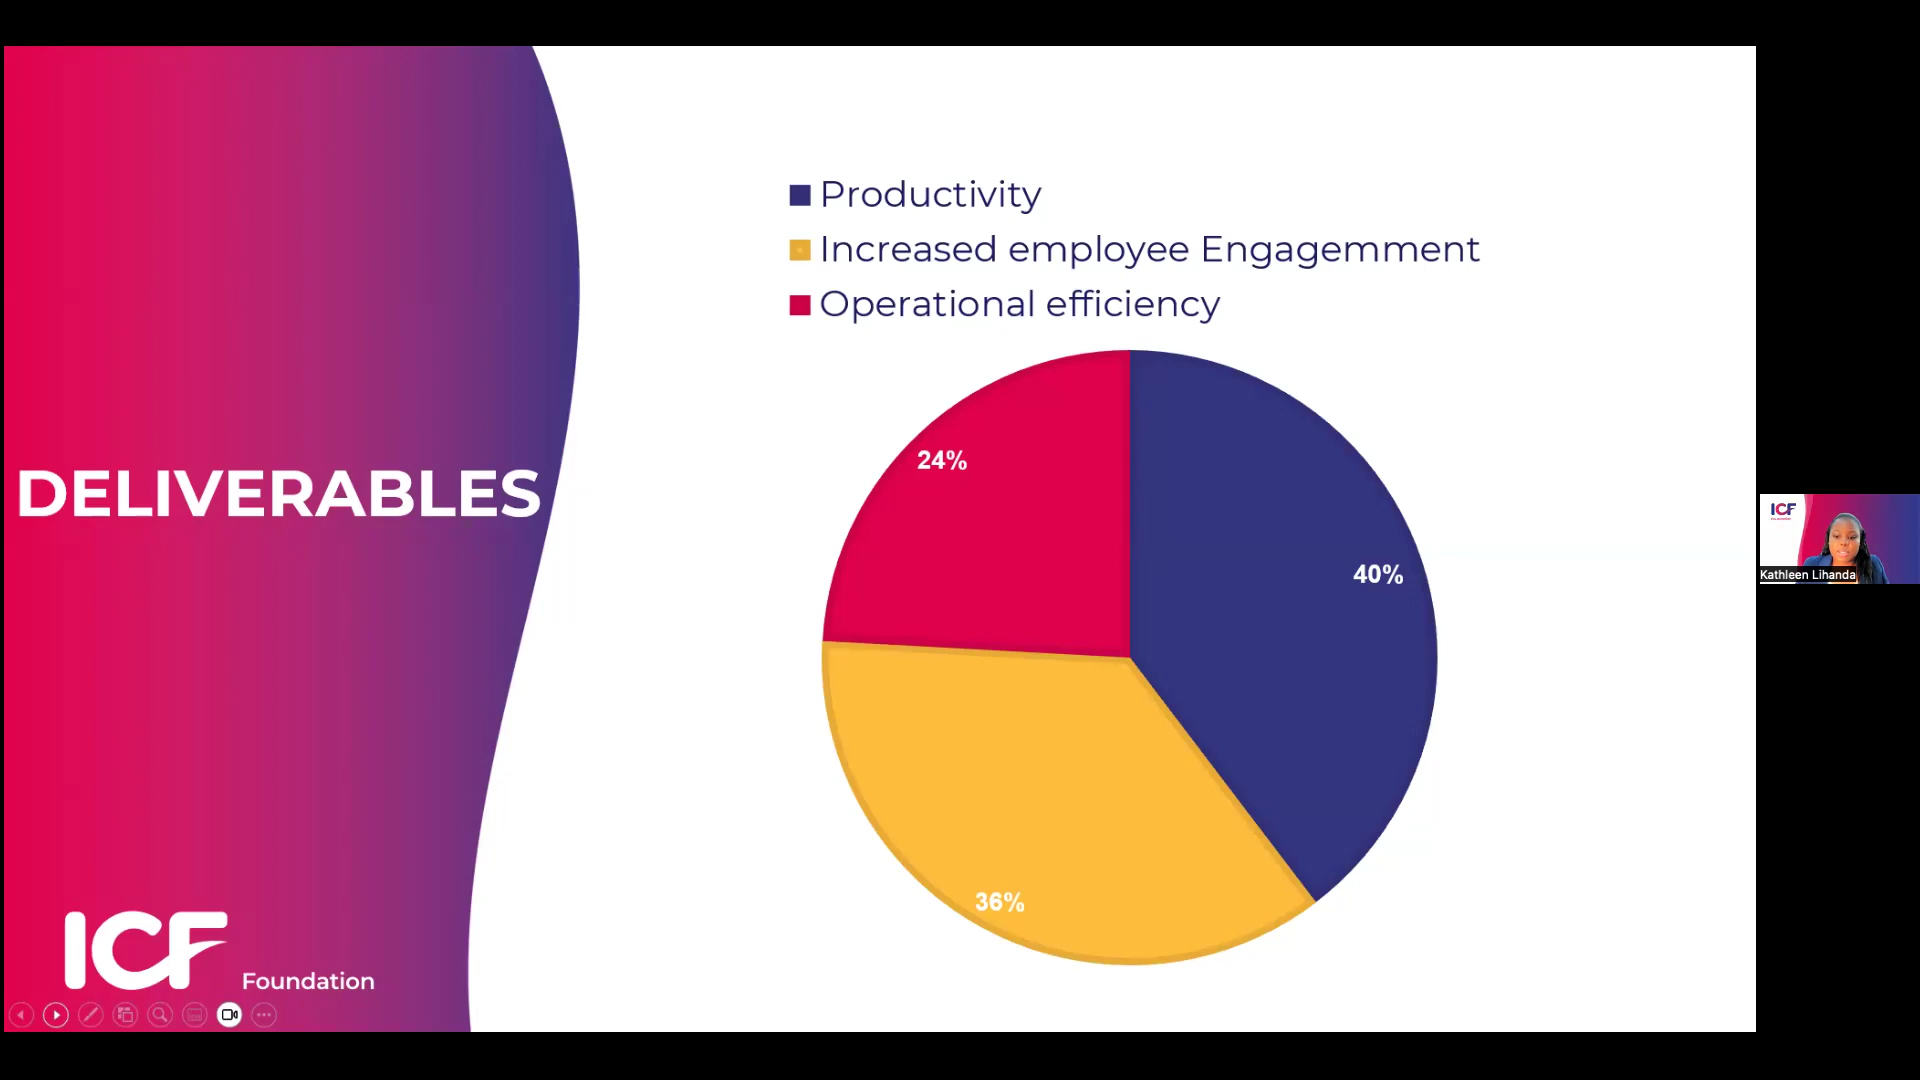 Productivity
Increased employee Engagemment
Operational efficiency
DELIVERABLES
24%
40%
36%
ICF
Foundation
ICF
Kathleen Lihanda